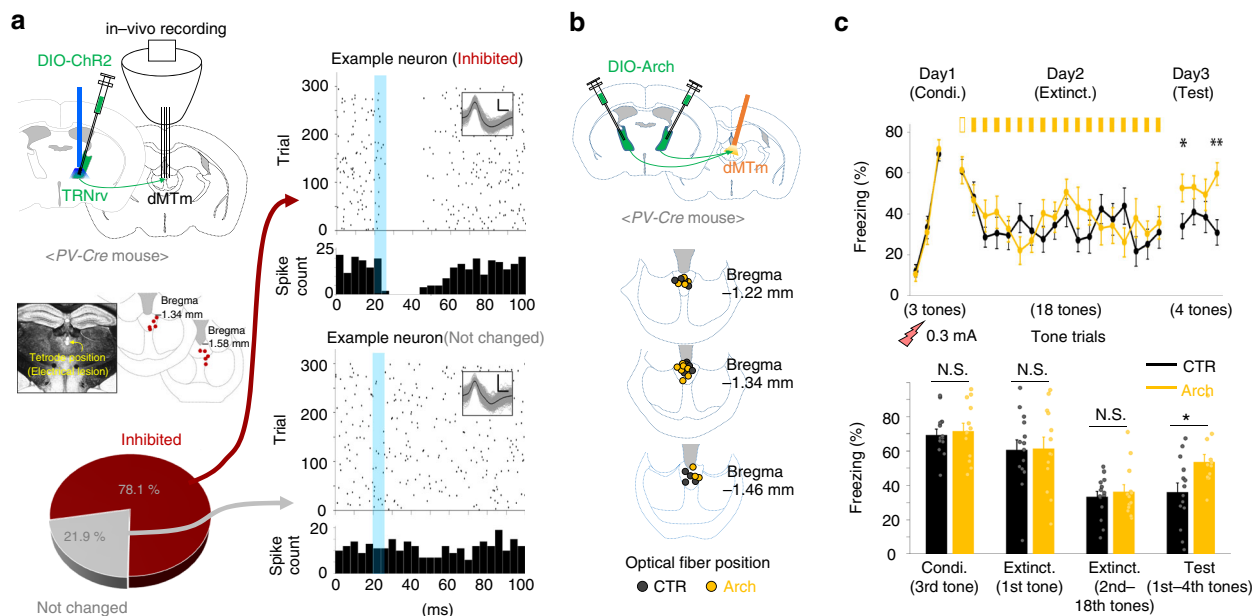 a
in–vivo recording
DIO-ChR2
TRNrv
dMTm
<PV-Cre mouse>
Bregma
–1.34 mm
Bregma
–1.58 mm
Tetrode position
(Electrical lesion)
Inhibited
78.1 %
21.9 %
Not changed
Example neuron (Inhibited)
300
200
100
0
Trial
25
0
Spike
count
0 20 40 60 80 100
Example neuron (Not changed)
300
200
100
0
Trial
20
0
Spike
count
0 20 40 60 80 100
(ms)
b
DIO-Arch
dMTm
<PV-Cre mouse>
Bregma
–1.22 mm
Bregma
–1.34 mm
Bregma
–1.46 mm
Optical fiber position
CTR Arch
c
Day1
(Condi.)
Day2
(Extinct.)
Day3
(Test)
80
60
40
20
0
Freezing (%)
* **
(3 tones) (18 tones) (4 tones)
0.3 mA
Tone trials
CTR
Arch
N.S. N.S. N.S. *
80
60
40
20
0
Freezing (%)
Condi.
(3rd tone)
Extinct.
(1st tone)
Extinct.
(2nd–
18th tones)
Test
(1st–4th tones)